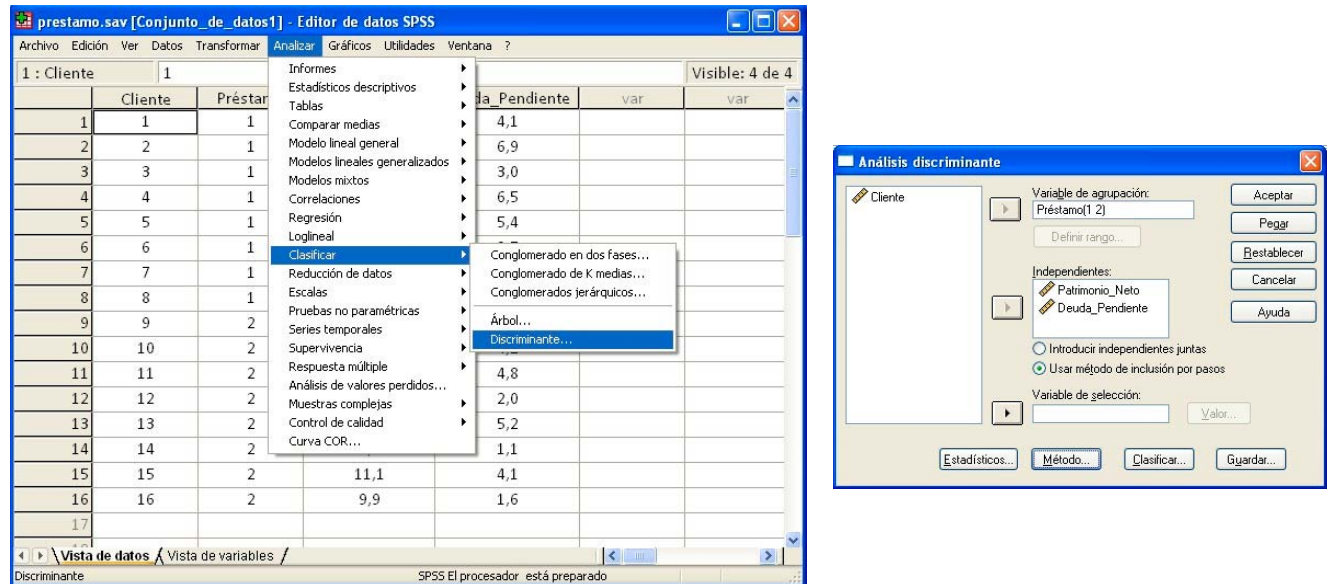 prestamo.sav [Conjunto_de_datos1] - Editor de datos SPSS
Archivo Edición Ver Datos Transformar Analizar Gráficos Utilidades Ventana ?
1 : Cliente 1 Visible: 4 de 4
Cliente Préstar da_Pendiente var var
1 1 1 4,1
2 2 1 6,9
3 3 1 3,0
4 4 1 6,5
5 5 1 5,4
6 6 1
7 7 1
8 8 1
9 9 2
10 10 2
11 11 2 4,8
12 12 2 2,0
13 13 2 5,2
14 14 2 1,1
15 15 2 11,1 4,1
16 16 2 9,9 1,6
17
Informes
Estadísticos descriptivos
Tablas
Comparar medias
Modelo lineal general
Modelos lineales generalizados
Modelos mixtos
Correlaciones
Regresión
Loglineal
Clasificar
Reducción de datos
Escalas
Pruebas no paramétricas
Series temporales
Supervivencia
Respuesta múltiple
Análisis de valores perdidos...
Muestras complejas
Control de calidad
Curva COR...
Conglomerado en dos fases...
Conglomerado de K medias...
Conglomerados jerárquicos...
Árbol...
Discriminante...
Vista de datos Vista de variables
Discriminante SPSS El procesador está preparado
Análisis discriminante
Cliente
Variable de agrupación:
Préstamo(1 2)
Definir rango...
Independientes:
Patrimonio_Neto
Deuda_Pendiente
Introducir independientes juntas
Usar método de inclusión por pasos
Variable de selección:
Valor...
Aceptar
Pegar
Restablecer
Cancelar
Ayuda
Estadísticos... Método... Clasificar... Guardar...